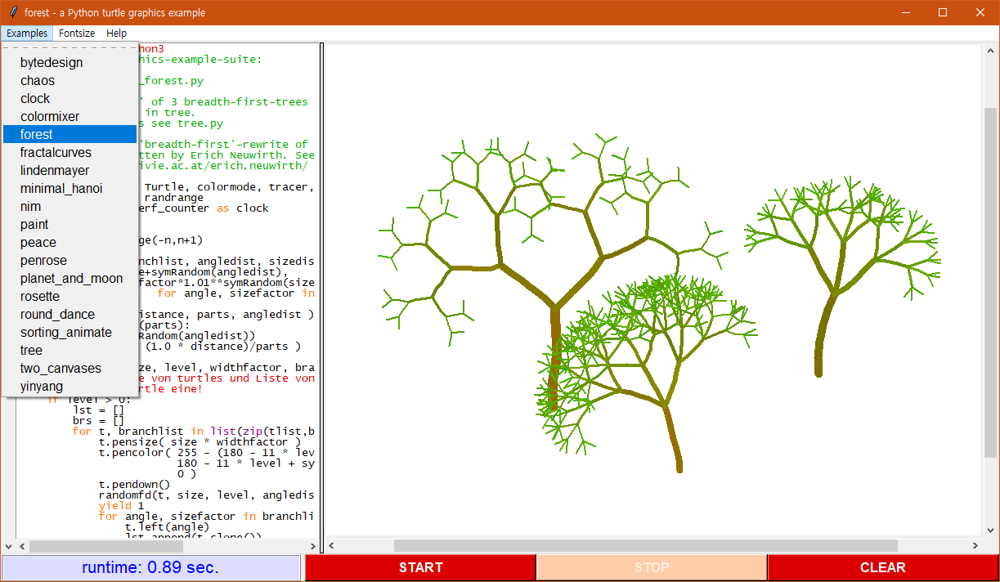 forest - a Python turtle graphics example
Examples Fontsize Help
bytedesign
chaos
clock
colormixer
forest
fractalcurves
lindenmayer
minimal_hanoi
nim
paint
peace
penrose
planet_and_moon
rosette
round_dance
sorting_animate
tree
two_canvases
yinyang
hon3
hics-example-suite:
_forest.py
' of 3 breadth-first-trees
in tree.
s see tree.py
'breadth-first'-rewrite of
tten by Erich Neuwirth. See
ivie.ac.at/erich.neuwirth/
Turtle, colormode, tracer,
randrange
erf_counter as clock
ge(-n,n+1)
nchlist, angledist, sizedis
e+symRandom(angledist),
factor*1.01**symRandom(size
for angle, sizefactor in
istance, parts, angledist )
(parts):
Random(angledist))
(1.0 * distance)/parts )
ze, level, widthfactor, bra
e von turtles und Liste von
rtle eine!
if level > 0:
lst = []
brs = []
for t, branchlist in list(zip(tlist,b
t.pensize( size * widthfactor )
t.pencolor( 255 - (180 - 11 * lev
180 - 11 * level + sy
0 )
t.pendown()
randomfd(t, size, level, angledis
yield 1
for angle, sizefactor in branchli
t.left(angle)
lst.append(t.clone())
runtime: 0.89 sec.
START
STOP
CLEAR